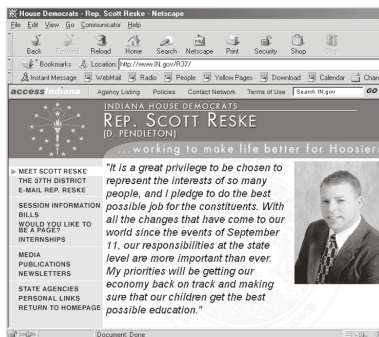 House Democrats - Rep. Scott Reske - Netscape
File Edit View Go Communicator Help
Back Forward Reload Home Search Netscape Print Security Shop Stop
Bookmarks Location: http://www.IN.gov/R37/
Instant Message WebMail Radio People Yellow Pages Download Calendar Chan
accessIndiana Agency Listing Policies Contact Network Terms of Use Search IN.gov GO
INDIANA HOUSE DEMOCRATS
REP. SCOTT RESKE
(D. PENDLETON)
...working to make life better for Hoosiers
MEET SCOTT RESKE
THE 37TH DISTRICT
E-MAIL REP. RESKE
SESSION INFORMATION
BILLS
WOULD YOU LIKE TO
BE A PAGE?
INTERNSHIPS
MEDIA
PUBLICATIONS
NEWSLETTERS
STATE AGENCIES
PERSONAL LINKS
RETURN TO HOMEPAGE
"It is a great privilege to be chosen to
represent the interests of so many
people, and I pledge to do the best
possible job for the constituents. With
all the changes that have come to our
world since the events of September
11, our responsibilities at the state
level are more important than ever.
My priorities will be getting our
economy back on track and making
sure that our children get the best
possible education."
Document: Done